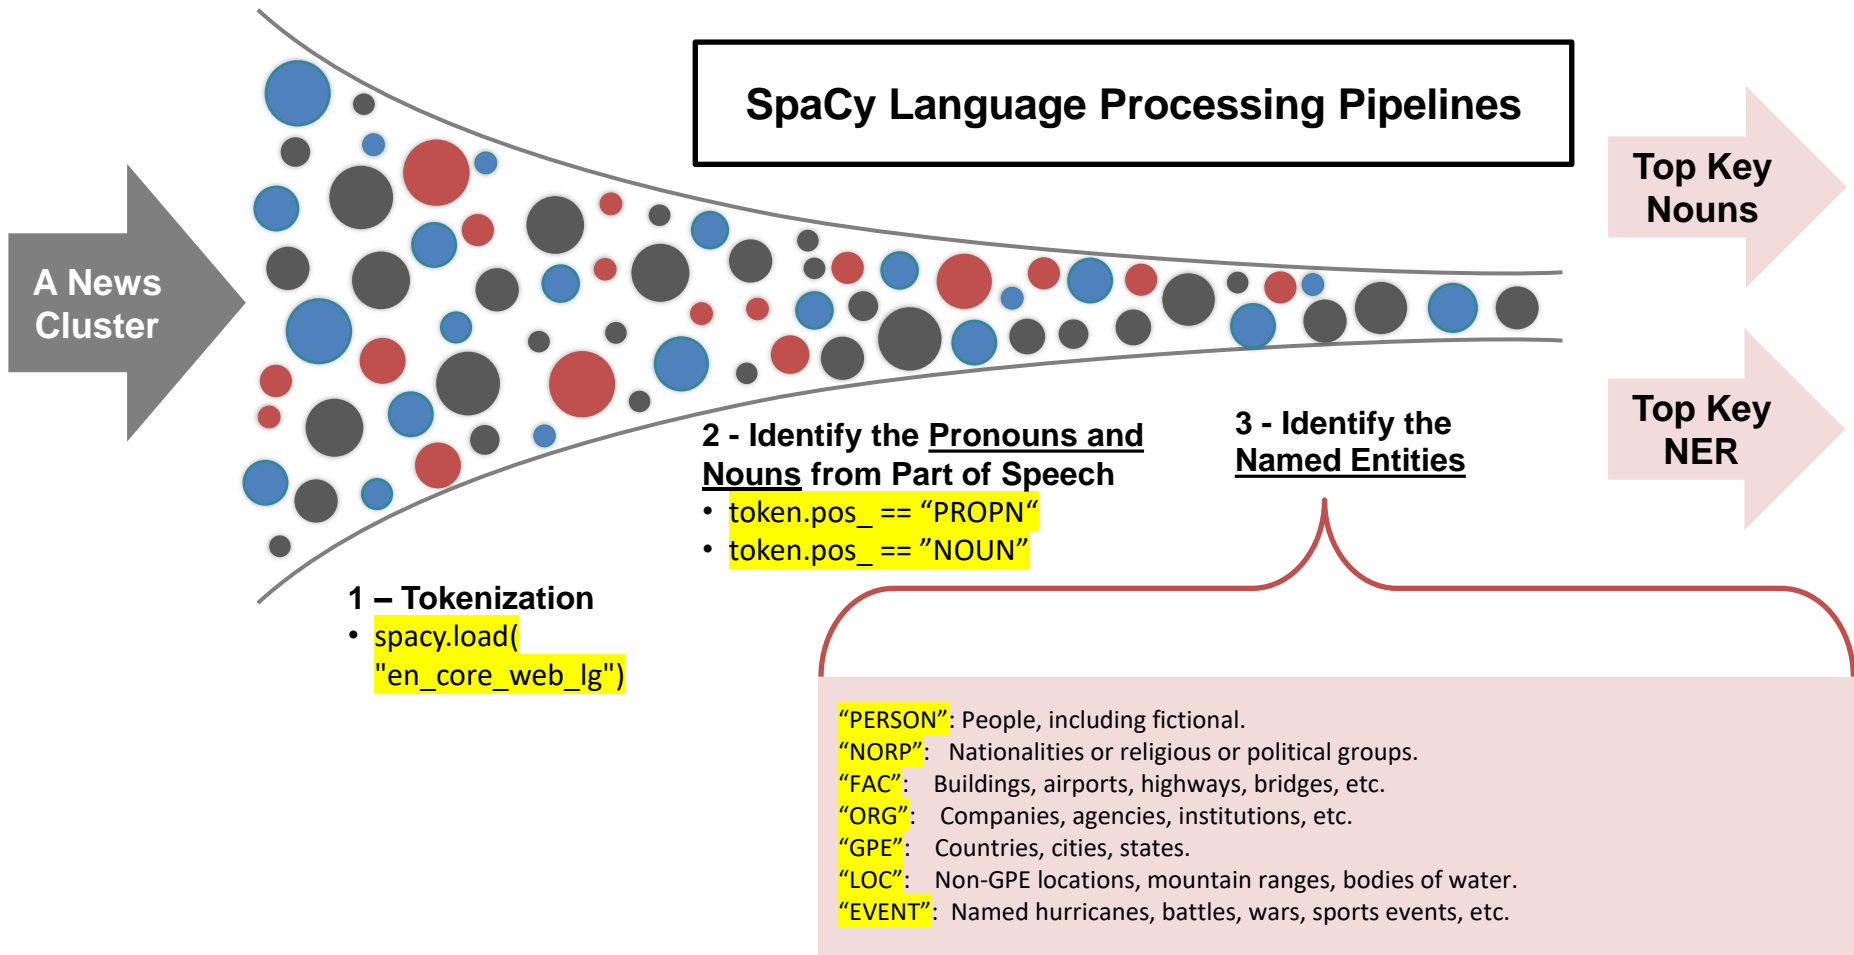 SpaCy Language Processing Pipelines
A News
Cluster
Top Key
Nouns
Top Key
NER
1 – Tokenization
• spacy.load(
"en_core_web_lg")
2 - Identify the Pronouns and
Nouns from Part of Speech
• token.pos_ == “PROPN“
• token.pos_ == ”NOUN”
3 - Identify the
Named Entities
“PERSON”: People, including fictional.
“NORP”: Nationalities or religious or political groups.
“FAC”: Buildings, airports, highways, bridges, etc.
“ORG”: Companies, agencies, institutions, etc.
“GPE”: Countries, cities, states.
“LOC”: Non-GPE locations, mountain ranges, bodies of water.
“EVENT”: Named hurricanes, battles, wars, sports events, etc.